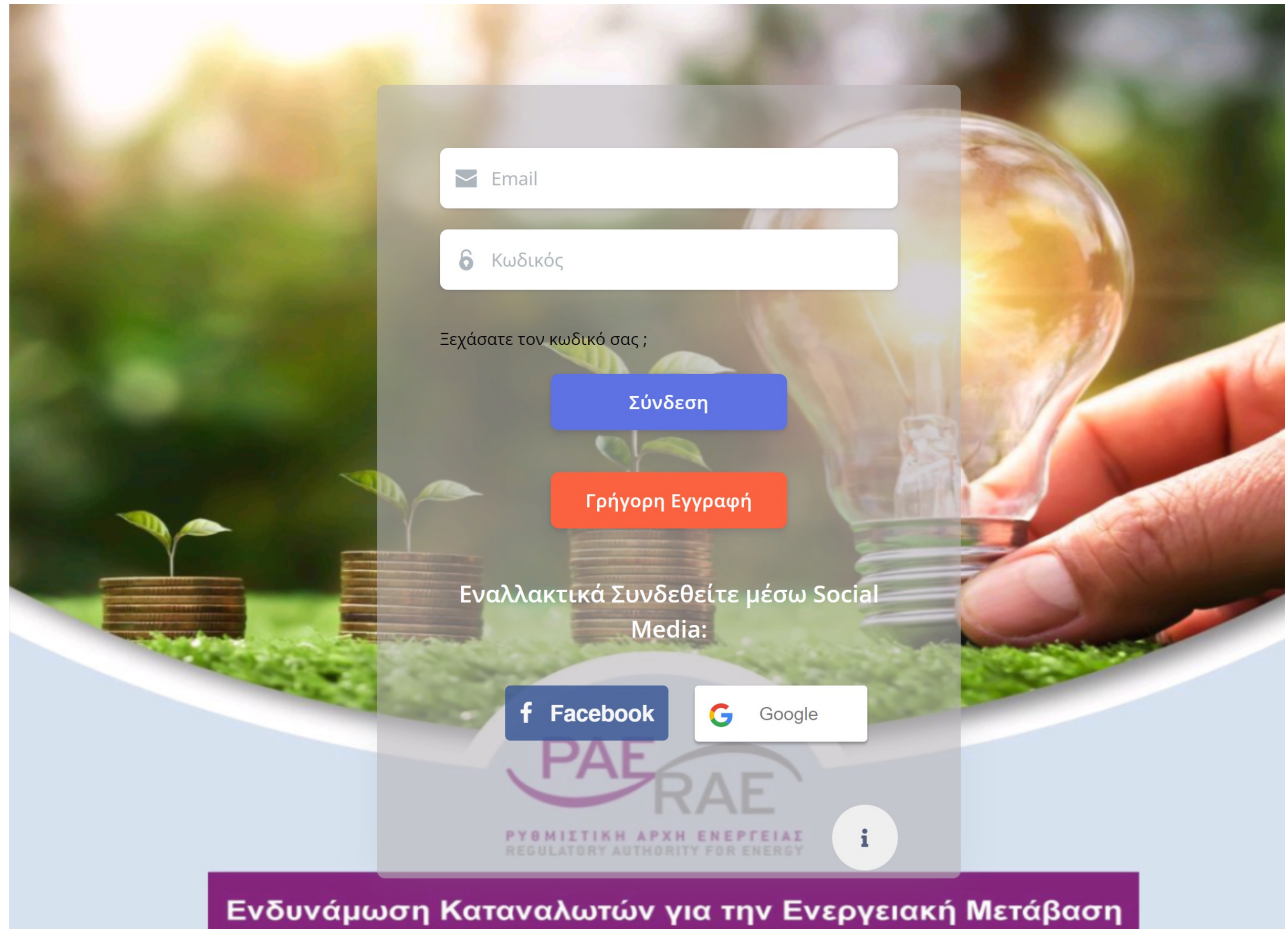 Email
Κωδικός
Ξεχάσατε τον κωδικό σας ;
Σύνδεση
Γρήγορη Εγγραφή
Εναλλακτικά Συνδεθείτε μέσω Social
Media:
f Facebook
G Google
ΡΑΕ
RAE
ΡΥΘΜΙΣΤΙΚΗ ΑΡΧΗ ΕΝΕΡΓΕΙΑΣ
REGULATORY AUTHORITY FOR ENERGY
i
Ενδυνάμωση Καταναλωτών για την Ενεργειακή Μετάβαση